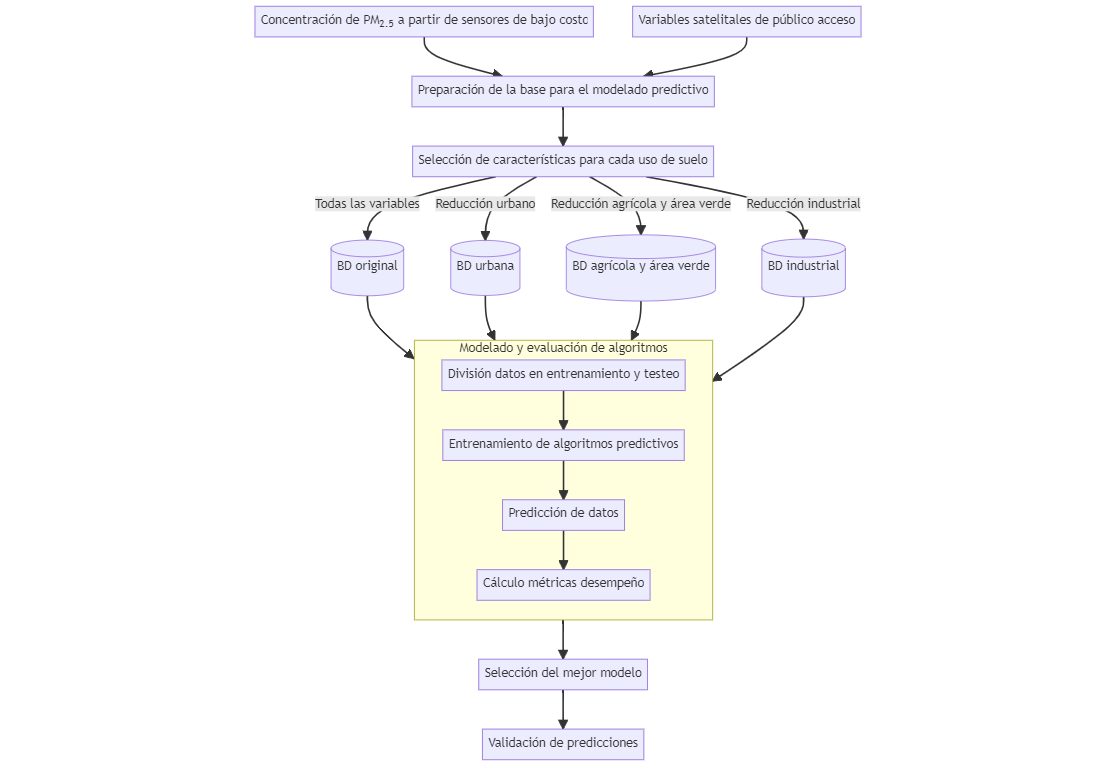 Concentración de PM2.5 a partir de sensores de bajo costo
Variables satelitales de público acceso
Preparación de la base para el modelado predictivo
Selección de características para cada uso de suelo
Todas las variables
Reducción urbano
Reducción agrícola y área verde
Reducción industrial
BD original
BD urbana
BD agrícola y área verde
BD industrial
Modelado y evaluación de algoritmos
División datos en entrenamiento y testeo
Entrenamiento de algoritmos predictivos
Predicción de datos
Cálculo métricas desempeño
Selección del mejor modelo
Validación de predicciones